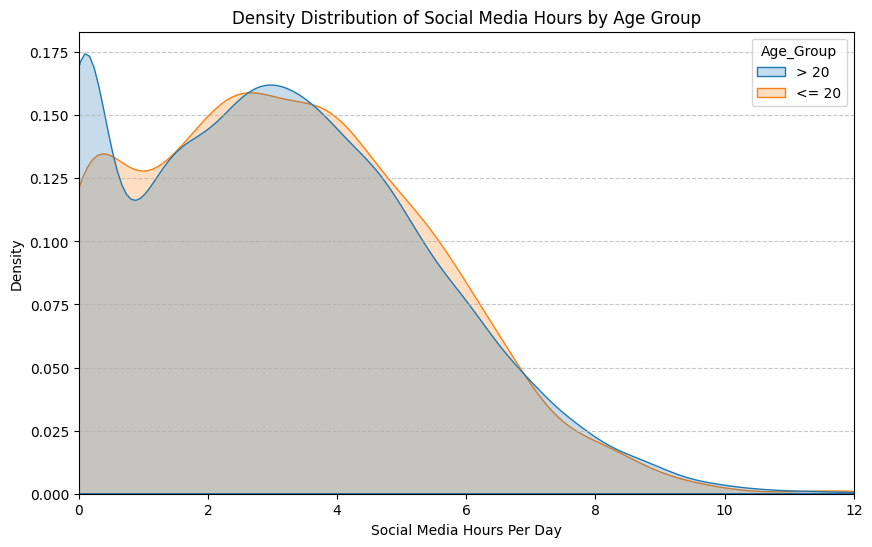 Density Distribution of Social Media Hours by Age Group
Age_Group
> 20
<= 20
Density
0.175
0.150
0.125
0.100
0.075
0.050
0.025
0.000
0 2 4 6 8 10 12
Social Media Hours Per Day